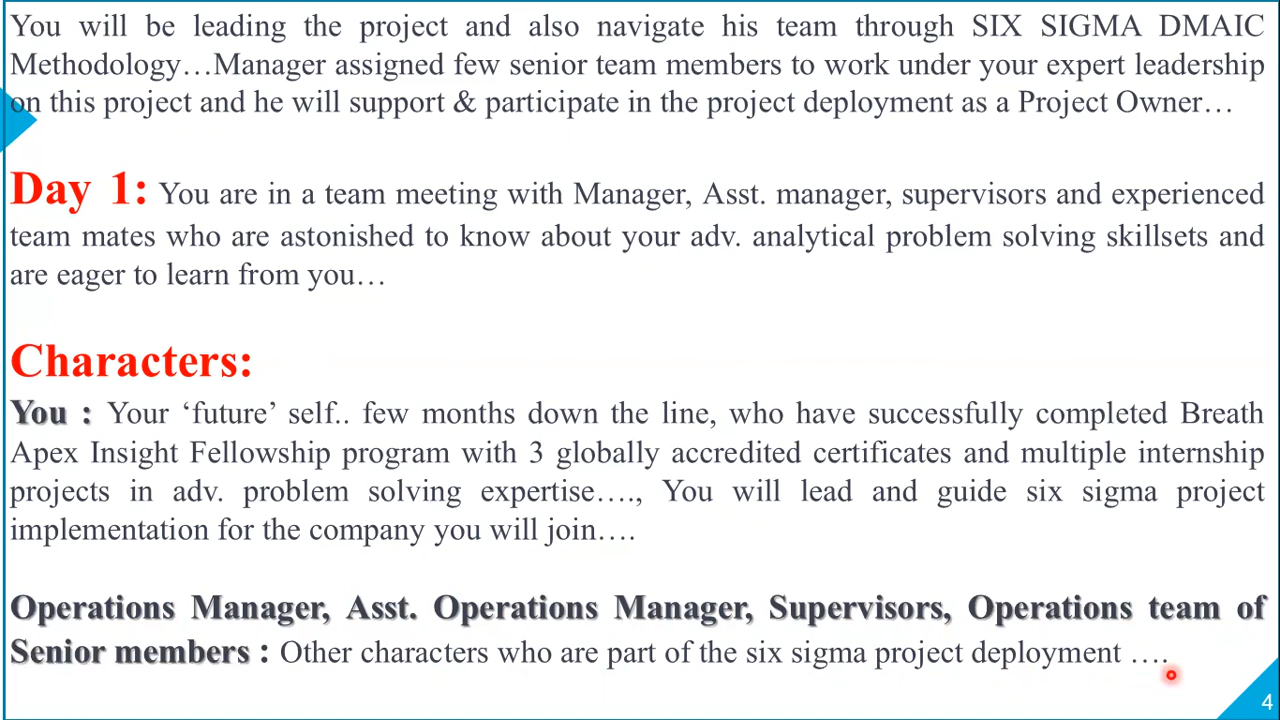 You will be leading the project and also navigate his team through SIX SIGMA DMAIC
Methodology…Manager assigned few senior team members to work under your expert leadership
on this project and he will support & participate in the project deployment as a Project Owner…
Day 1: You are in a team meeting with Manager, Asst. manager, supervisors and experienced
team mates who are astonished to know about your adv. analytical problem solving skillsets and
are eager to learn from you…
Characters:
You : Your ‘future’ self.. few months down the line, who have successfully completed Breath
Apex Insight Fellowship program with 3 globally accredited certificates and multiple internship
projects in adv. problem solving expertise…., You will lead and guide six sigma project
implementation for the company you will join….
Operations Manager, Asst. Operations Manager, Supervisors, Operations team of
Senior members : Other characters who are part of the six sigma project deployment ….
4